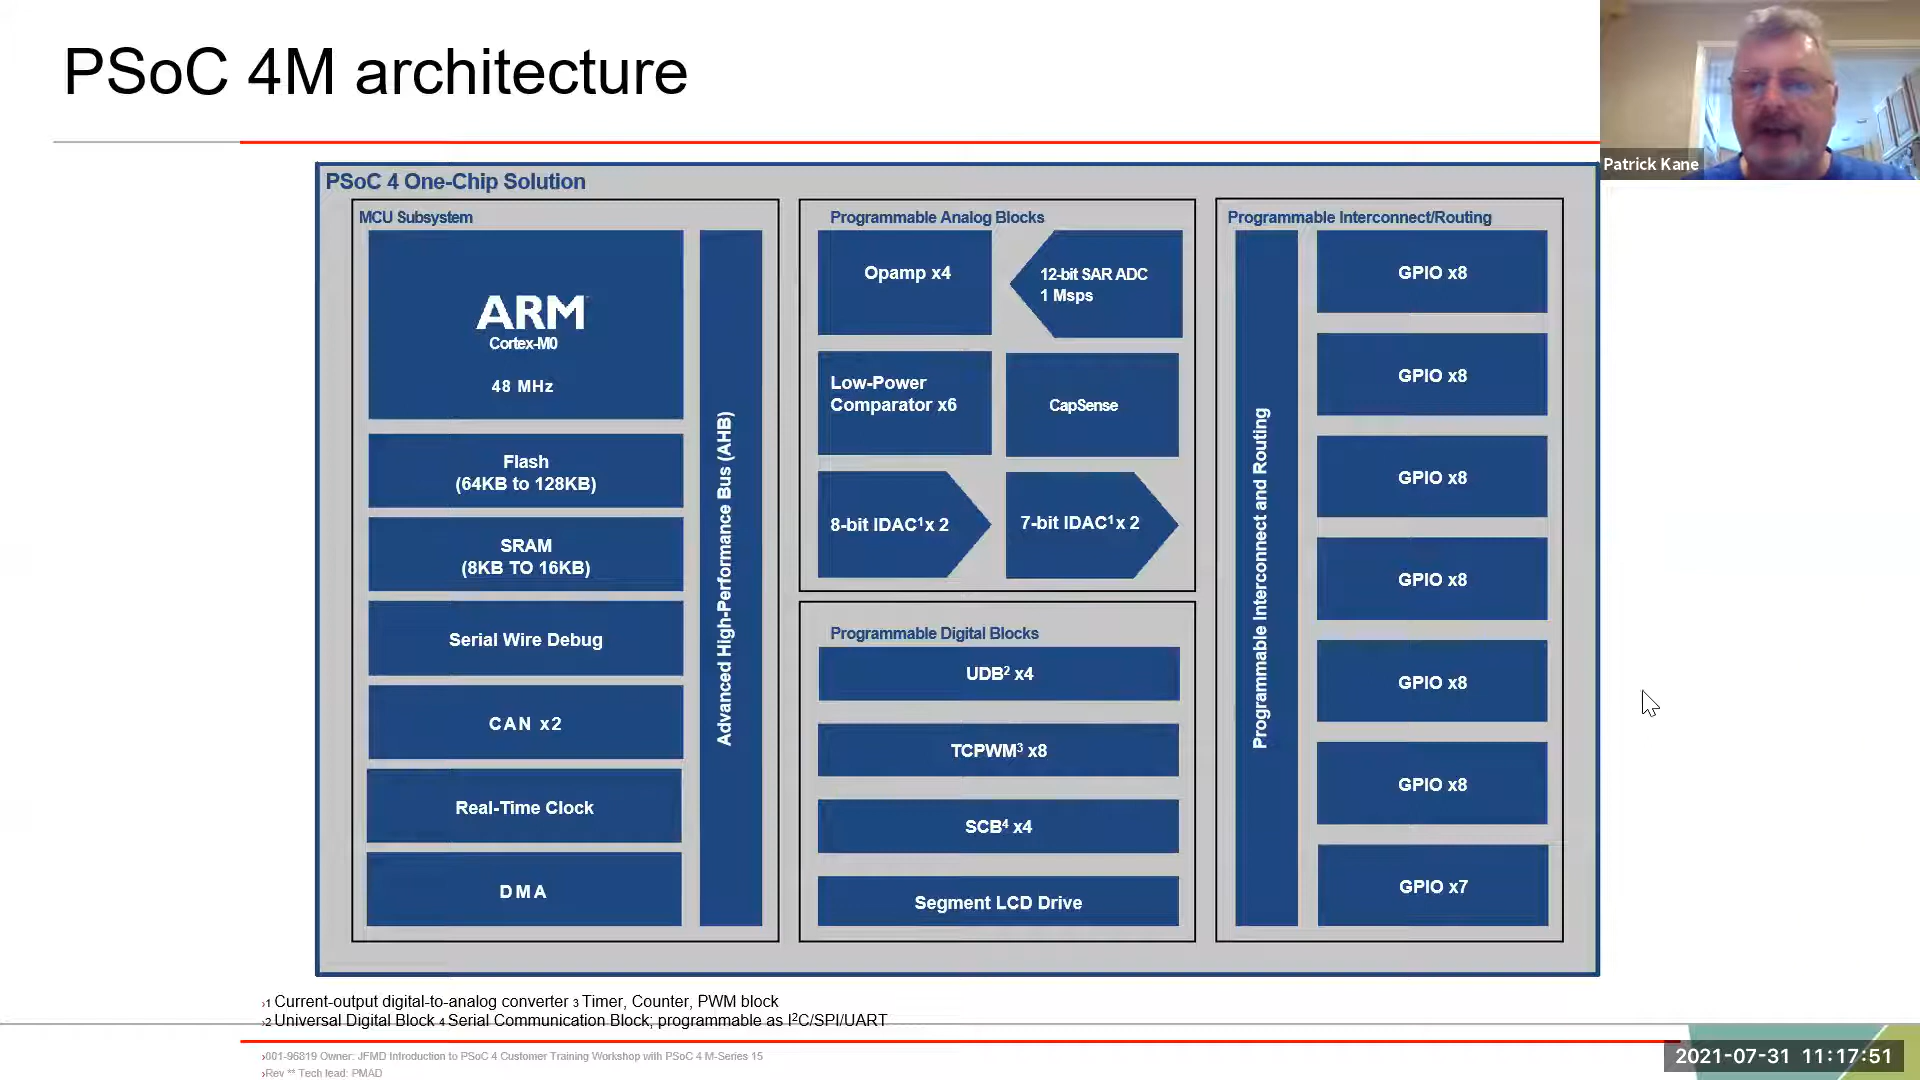 PSoC 4M architecture
Patrick Kane
PSoC 4 One-Chip Solution
MCU Subsystem
ARM
Cortex-M0
48 MHz
Flash
(64KB to 128KB)
SRAM
(8KB TO 16KB)
Serial Wire Debug
CAN x2
Real-Time Clock
DMA
Advanced High-Performance Bus (AHB)
Programmable Analog Blocks
Opamp x4
12-bit SAR ADC
1 Msps
Low-Power
Comparator x6
CapSense
8-bit IDAC¹x 2
7-bit IDAC¹x 2
Programmable Digital Blocks
UDB² x4
TCPWM³ x8
SCB⁴ x4
Segment LCD Drive
Programmable Interconnect/Routing
Programmable Interconnect and Routing
GPIO x8
GPIO x8
GPIO x8
GPIO x8
GPIO x8
GPIO x8
GPIO x7
›1 Current-output digital-to-analog converter 3 Timer, Counter, PWM block
›2 Universal Digital Block 4 Serial Communication Block; programmable as I²C/SPI/UART
›001-96819 Owner: JFMD Introduction to PSoC 4 Customer Training Workshop with PSoC 4 M-Series 15
›Rev ** Tech lead: PMAD
2021-07-31 11:17:51